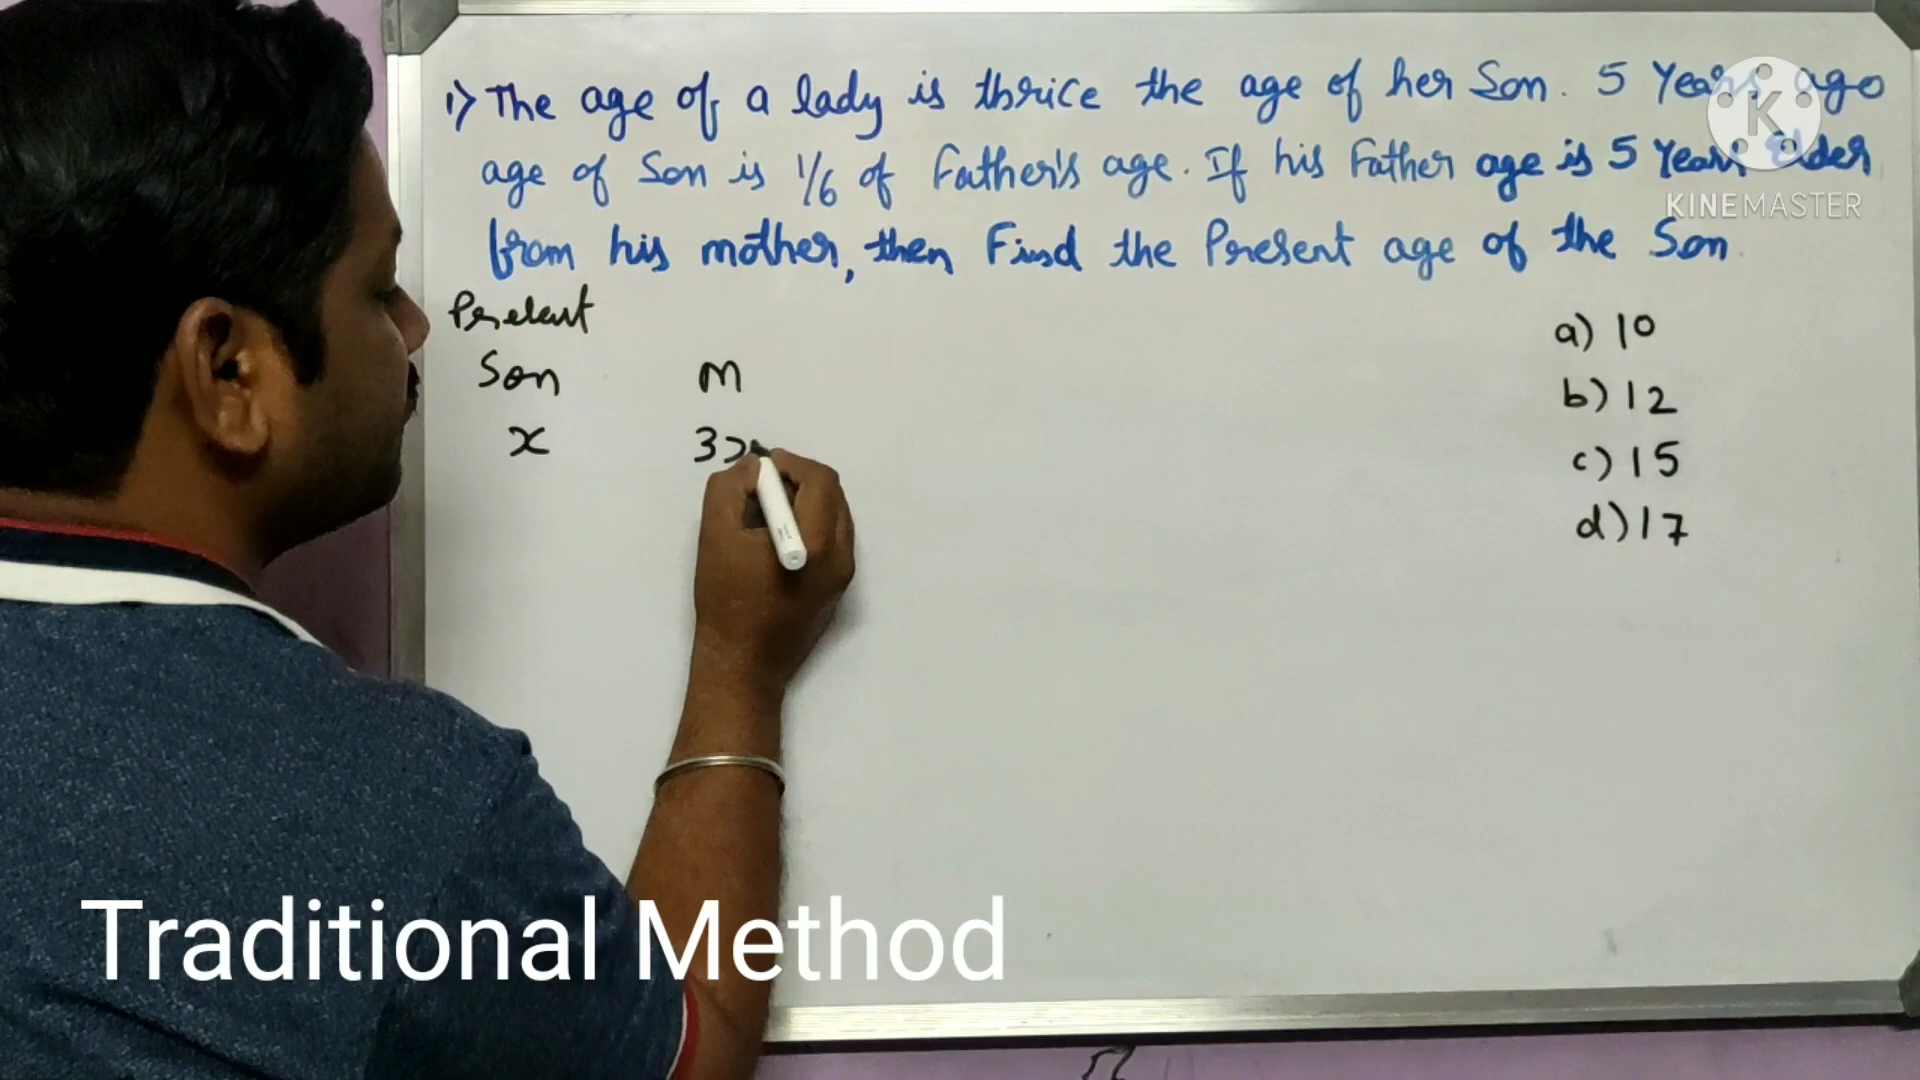 1) The age of a lady is thrice the age of her Son. 5 Years ago
age of Son is 1/6 of Father's age. If his Father age is 5 Years Elder
from his mother, then Find the Present age of the Son.
KINEMASTER
K
Present
Son M
x 3x
a) 10
b) 12
c) 15
d) 17
Traditional Method